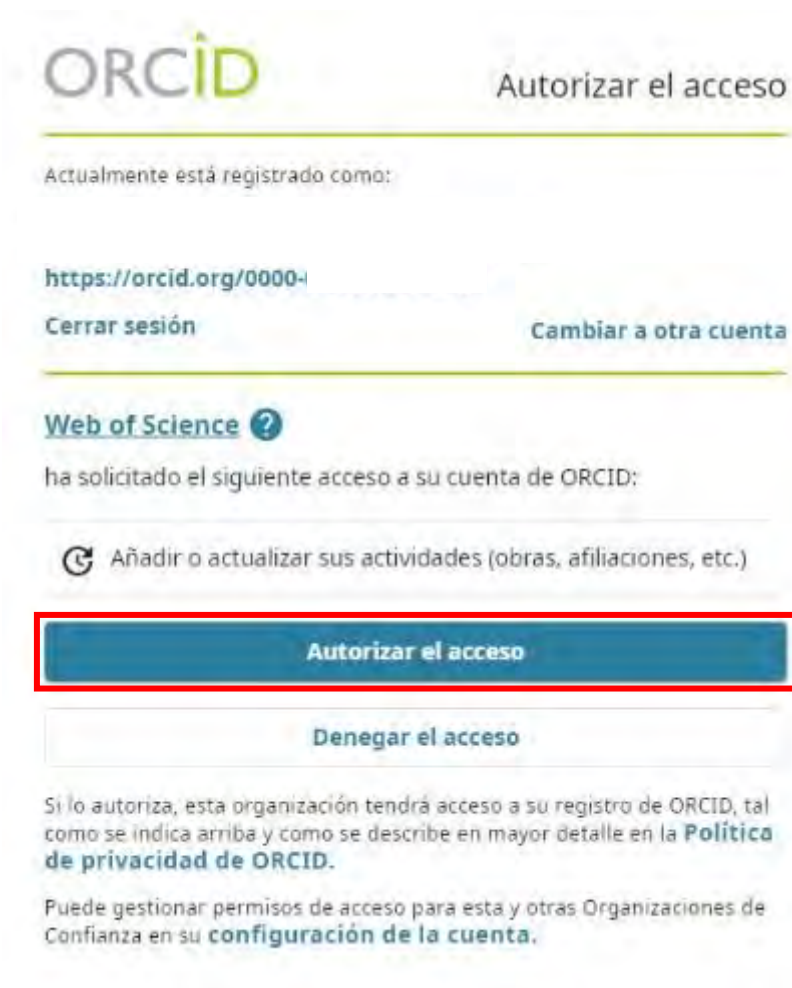 ORCID
Autorizar el acceso
Actualmente está registrado como:
https://orcid.org/0000-
Cerrar sesión
Cambiar a otra cuenta
Web of Science ?
ha solicitado el siguiente acceso a su cuenta de ORCID:
Añadir o actualizar sus actividades (obras, afiliaciones, etc.)
Autorizar el acceso
Denegar el acceso
Si lo autoriza, esta organización tendrá acceso a su registro de ORCID, tal
como se indica arriba y como se describe en mayor detalle en la Política
de privacidad de ORCID.
Puede gestionar permisos de acceso para esta y otras Organizaciones de
Confianza en su configuración de la cuenta.